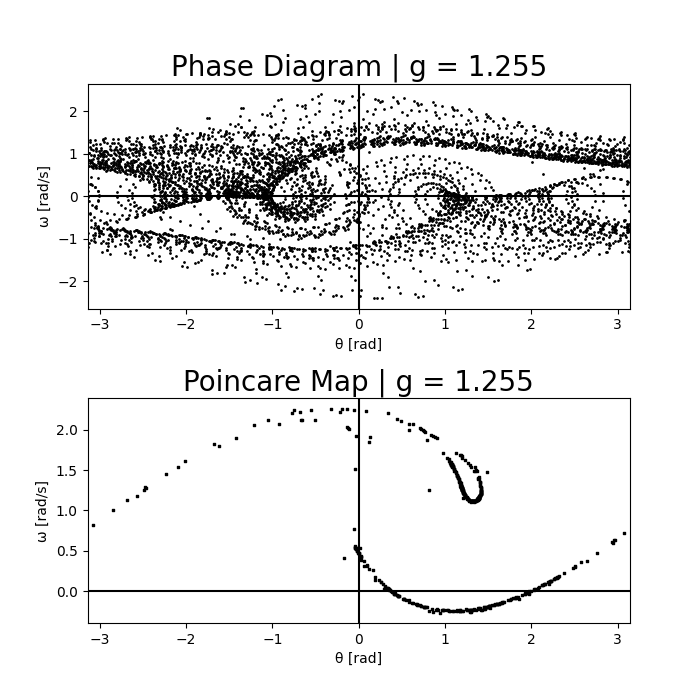 Phase Diagram | g = 1.255
2
1
0
−1
−2
ω [rad/s]
−3 −2 −1 0 1 2 3
θ [rad]
Poincare Map | g = 1.255
2.0
1.5
1.0
0.5
0.0
ω [rad/s]
−3 −2 −1 0 1 2 3
θ [rad]